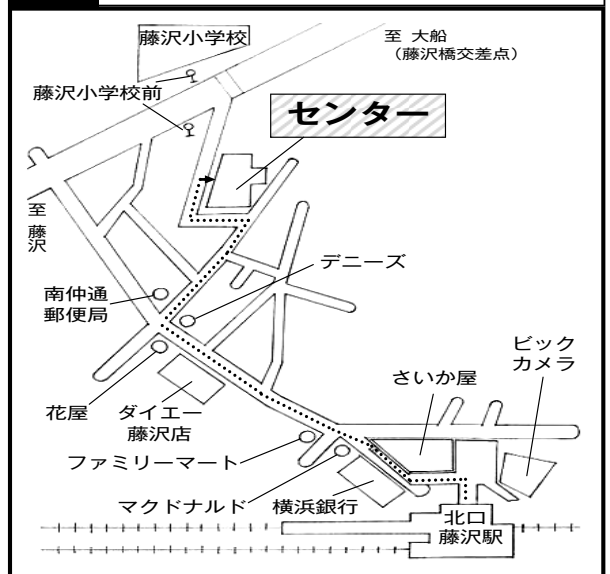 藤沢小学校
至 大船
（藤沢橋交差点）
藤沢小学校前
センター
至
藤沢
デニーズ
南仲通
郵便局
ビック
カメラ
さいか屋
花屋
ダイエー
藤沢店
ファミリーマート
マクドナルド
横浜銀行
北口
藤沢駅